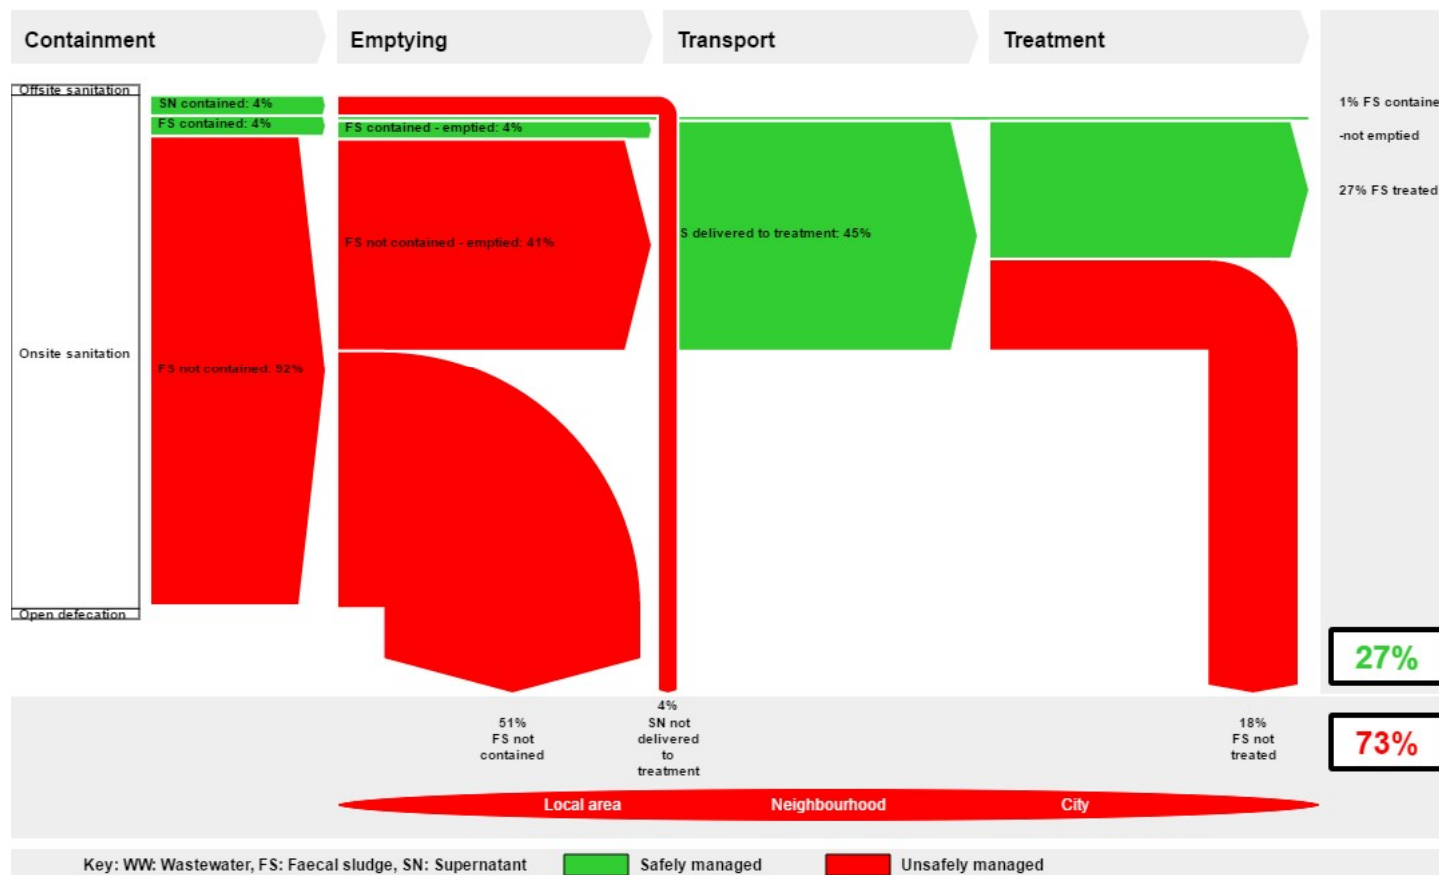 Containment
Emptying
Transport
Treatment
Offsite sanitation
SN contained: 4%
FS contained: 4%
FS contained - emptied: 4%
1% FS containe
-not emptied
27% FS treated
FS not contained - emptied: 41%
S delivered to treatment: 45%
Onsite sanitation
FS not contained: 92%
Open defecation
27%
51%
FS not
contained
4%
SN not
delivered
to
treatment
18%
FS not
treated
73%
Local area
Neighbourhood
City
Key: WW: Wastewater, FS: Faecal sludge, SN: Supernatant
Safely managed
Unsafely managed